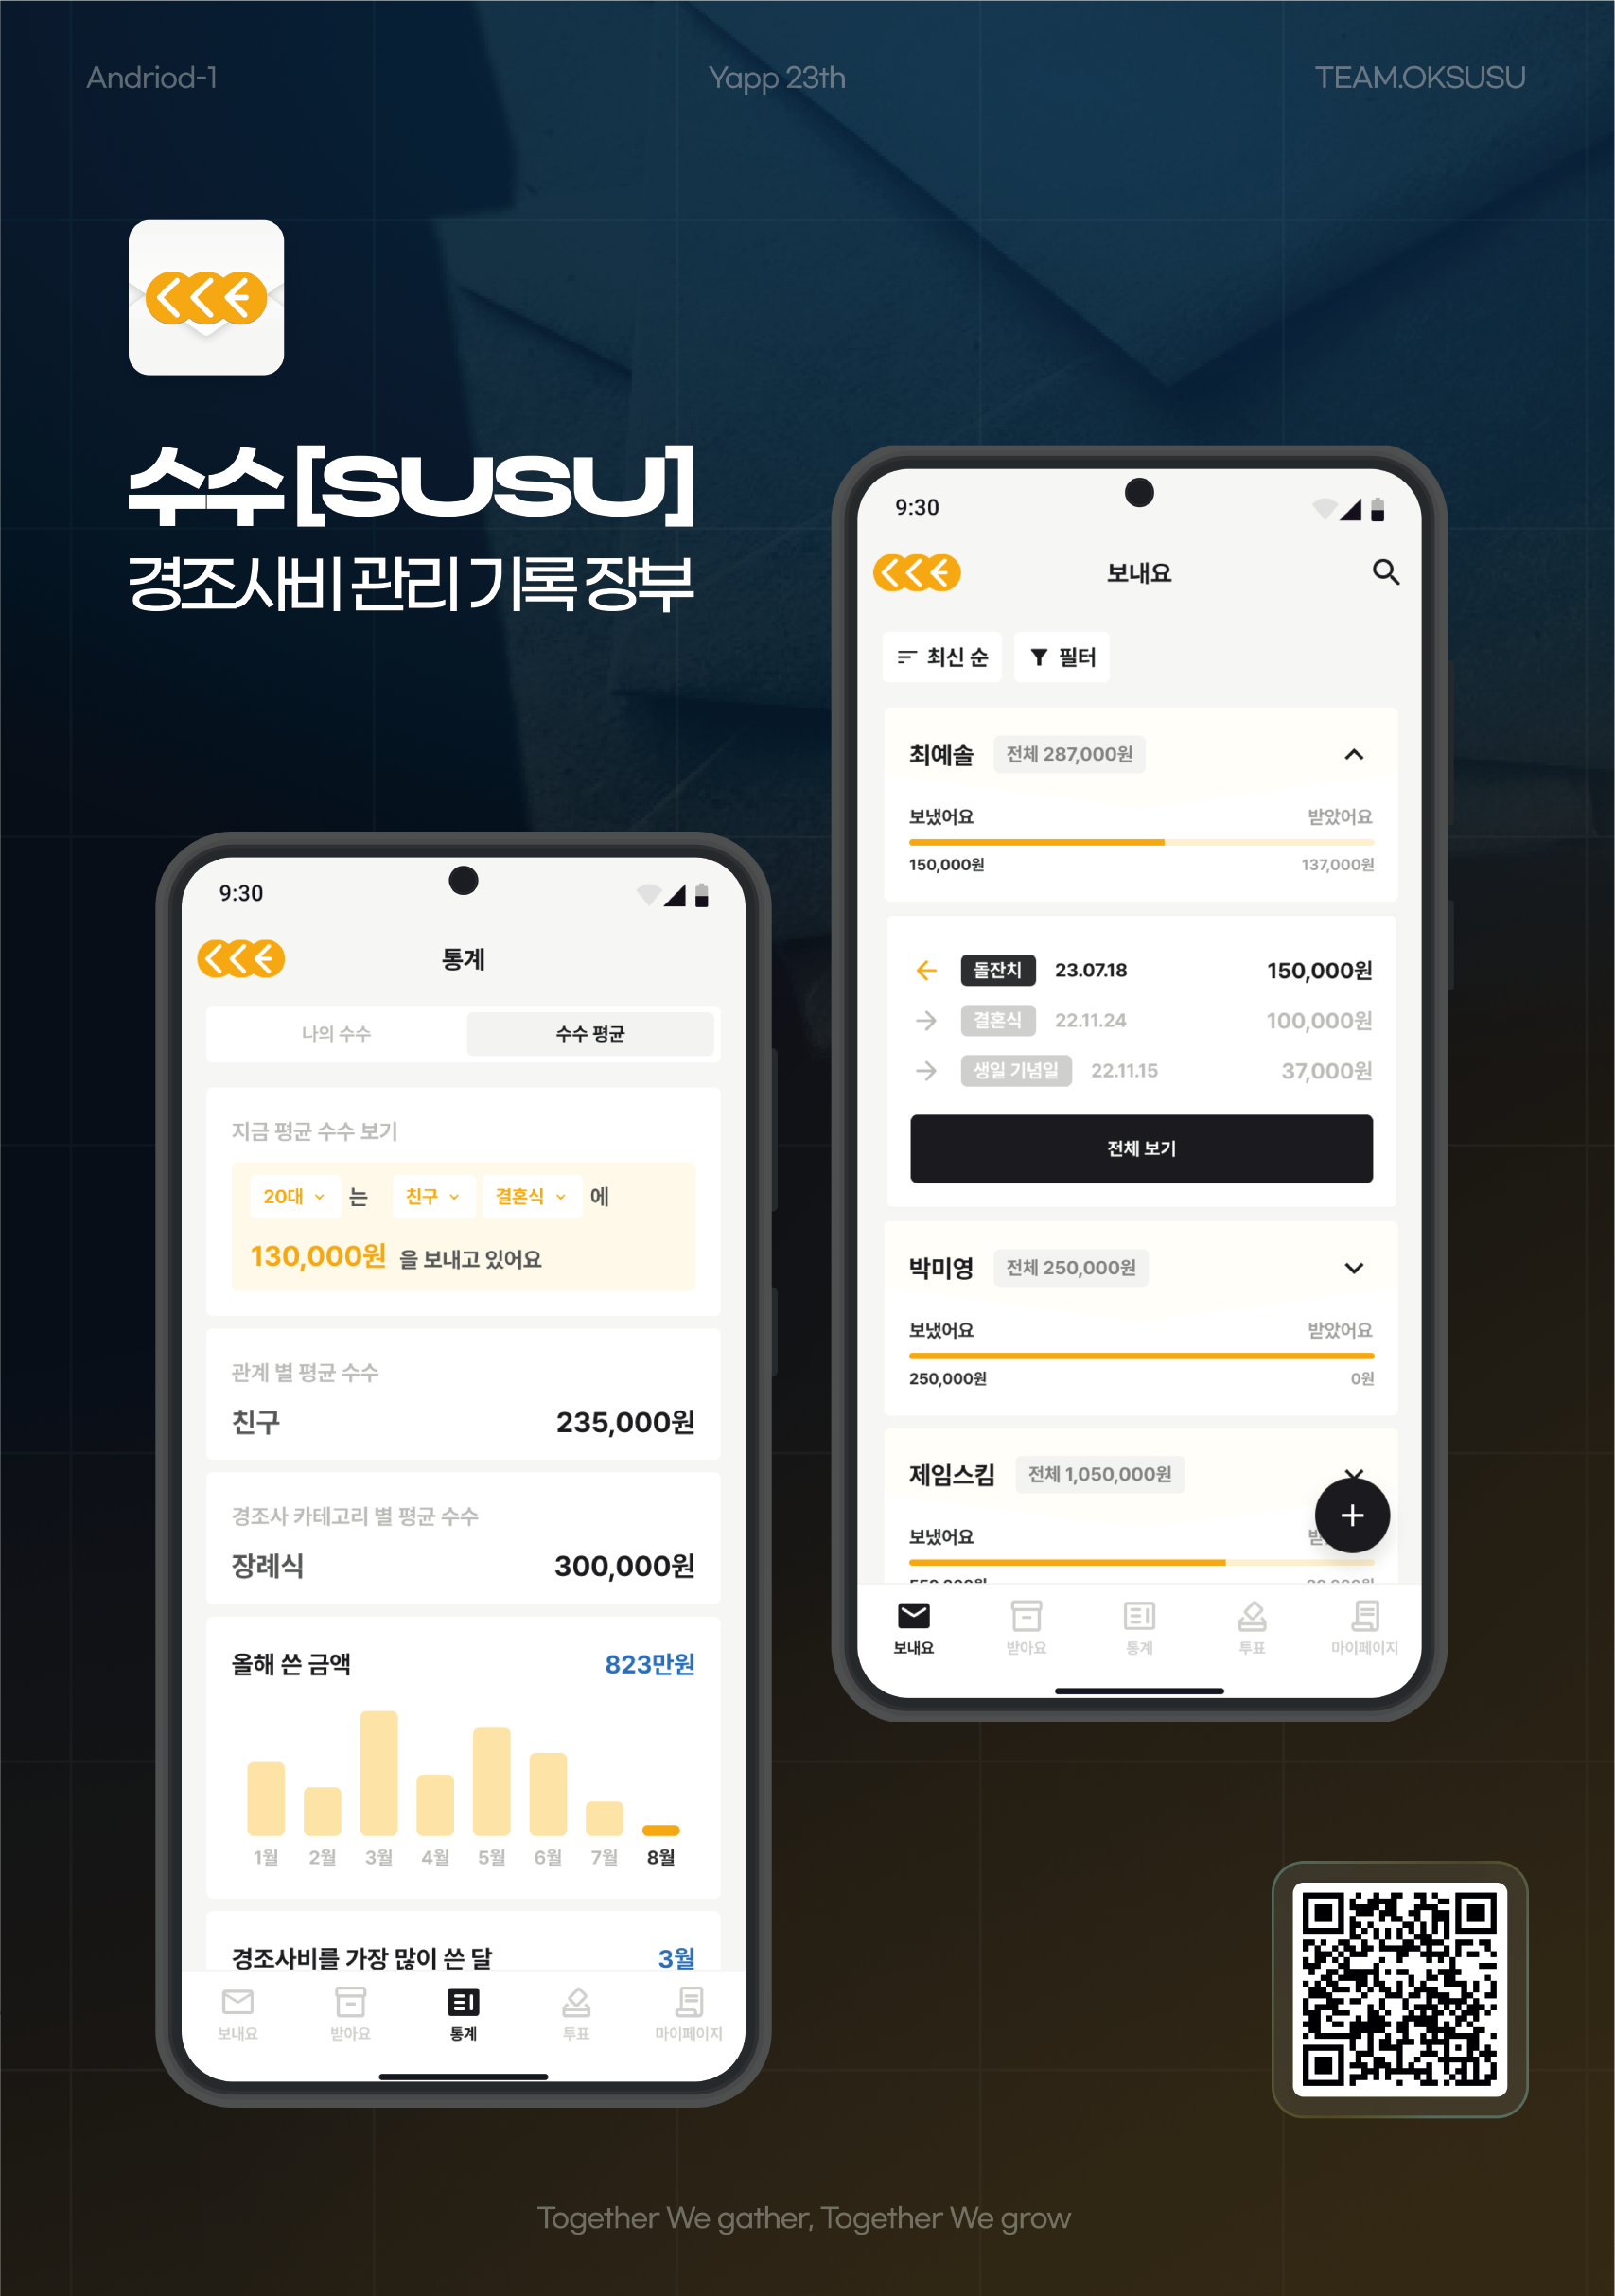 Andriod-1
Yapp 23th
TEAM.OKSUSU
수수 [SUSU]
경조사비 관리 기록 장부
9:30
보내요
최신 순
필터
최예솔 전체 287,000원
보냈어요 받았어요
150,000원 137,000원
돌잔치 23.07.18 150,000원
결혼식 22.11.24 100,000원
생일 기념일 22.11.15 37,000원
전체 보기
박미영 전체 250,000원
보냈어요 받았어요
250,000원 0원
제임스킴 전체 1,050,000원
보냈어요
보내요 받아요 통계 투표 마이페이지
9:30
통계
나의 수수 수수 평균
지금 평균 수수 보기
20대 는 친구 결혼식 에
130,000원 을 보내고 있어요
관계 별 평균 수수
친구 235,000원
경조사 카테고리 별 평균 수수
장례식 300,000원
올해 쓴 금액 823만원
1월 2월 3월 4월 5월 6월 7월 8월
경조사비를 가장 많이 쓴 달 3월
보내요 받아요 통계 투표 마이페이지
Together We gather, Together We grow